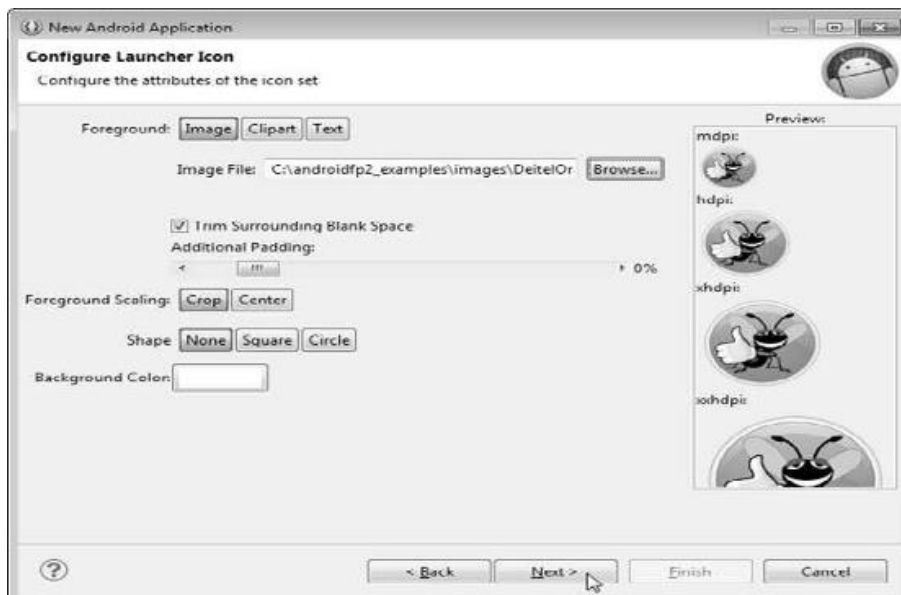 New Android Application
Configure Launcher Icon
Configure the attributes of the icon set
Foreground: Image Clipart Text
Image File: C:\androidfp2_examples\images\DeitelOr Browse...
Trim Surrounding Blank Space
Additional Padding:
0%
Foreground Scaling: Crop Center
Shape None Square Circle
Background Color:
Preview:
mdpi:
hdpi:
xhdpi:
xxhdpi:
< Back Next > Finish Cancel